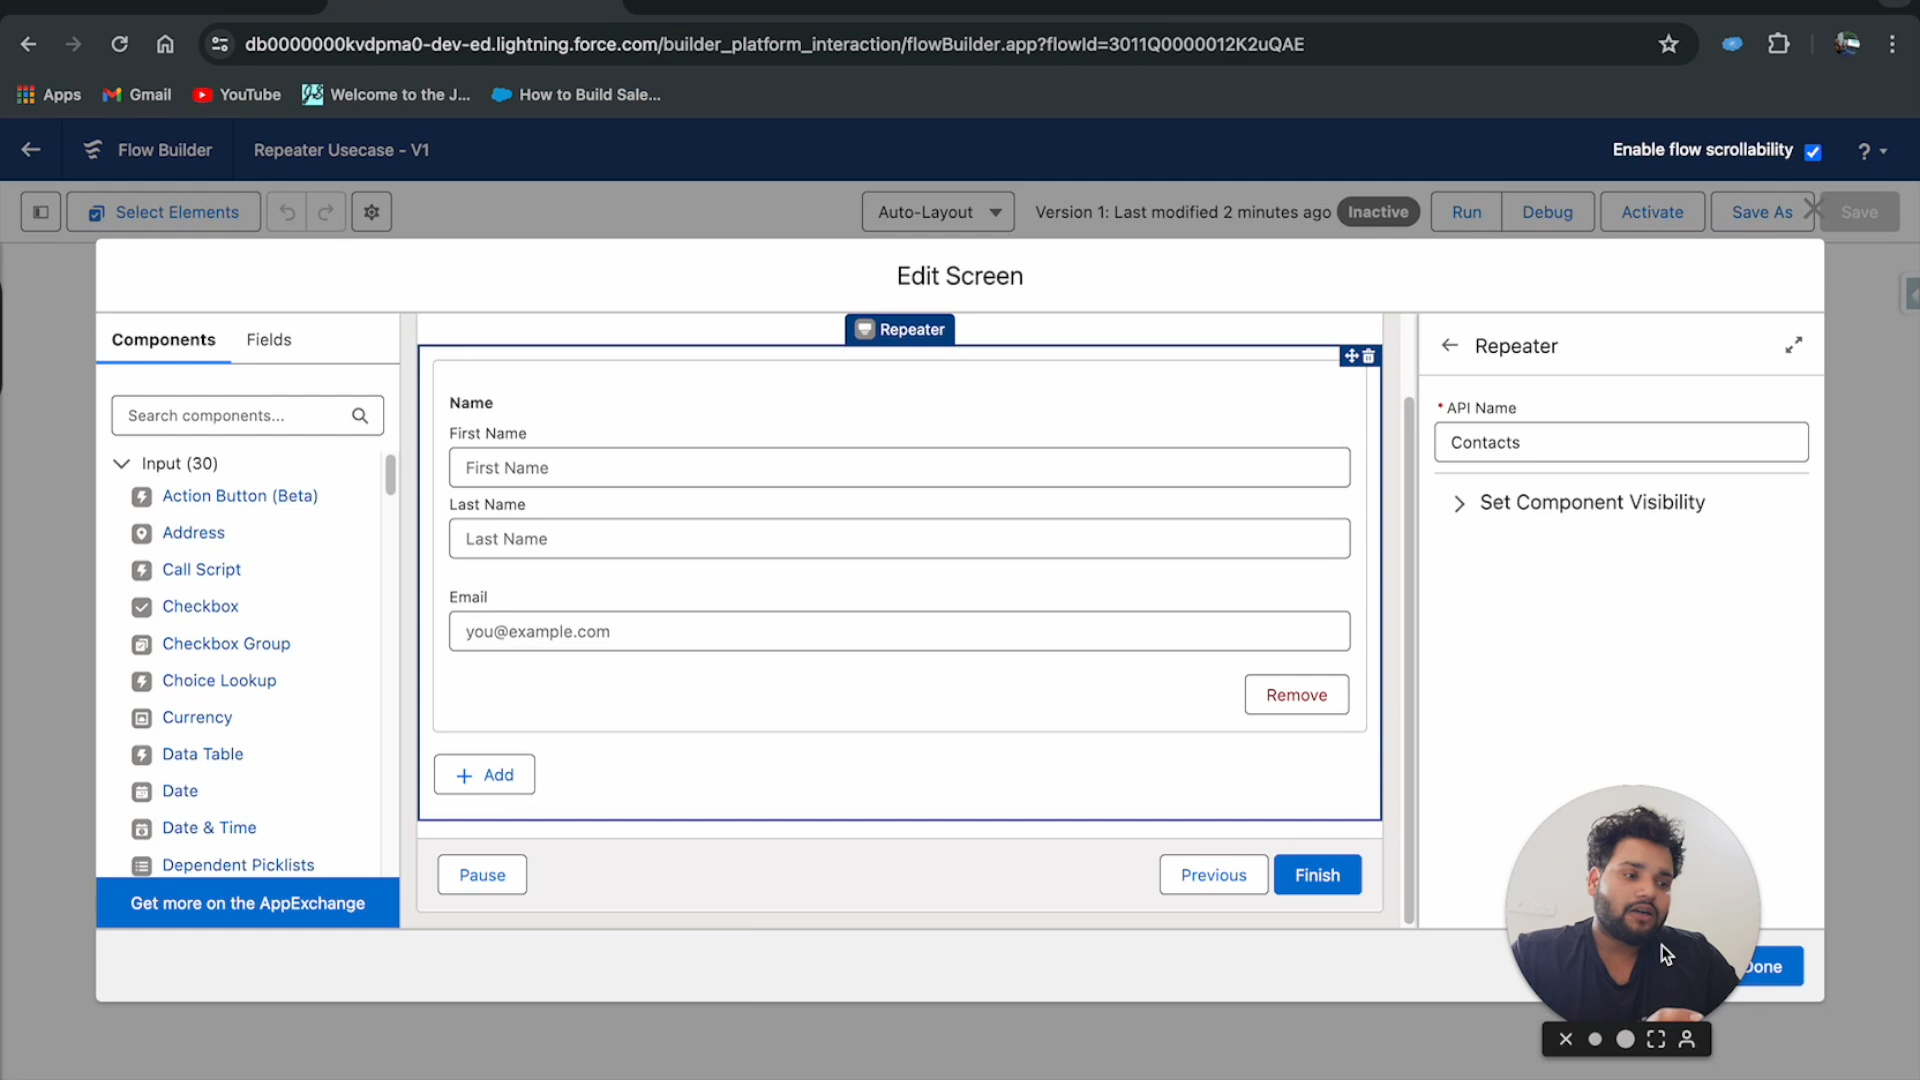 db0000000kvdpma0-dev-ed.lightning.force.com/builder_platform_interaction/flowBuilder.app?flowId=3011Q0000012K2uQAE
Apps
Gmail
YouTube
Welcome to the J...
How to Build Sale...
Flow Builder
Repeater Usecase - V1
Enable flow scrollability
?
Select Elements
Auto-Layout
Version 1: Last modified 2 minutes ago
Inactive
Run
Debug
Activate
Save As
Save
Edit Screen
Components
Fields
Search components...
Input (30)
Action Button (Beta)
Address
Call Script
Checkbox
Checkbox Group
Choice Lookup
Currency
Data Table
Date
Date & Time
Dependent Picklists
Get more on the AppExchange
Repeater
Name
First Name
First Name
Last Name
Last Name
Email
you@example.com
Remove
+ Add
Pause
Previous
Finish
Repeater
* API Name
Contacts
Set Component Visibility